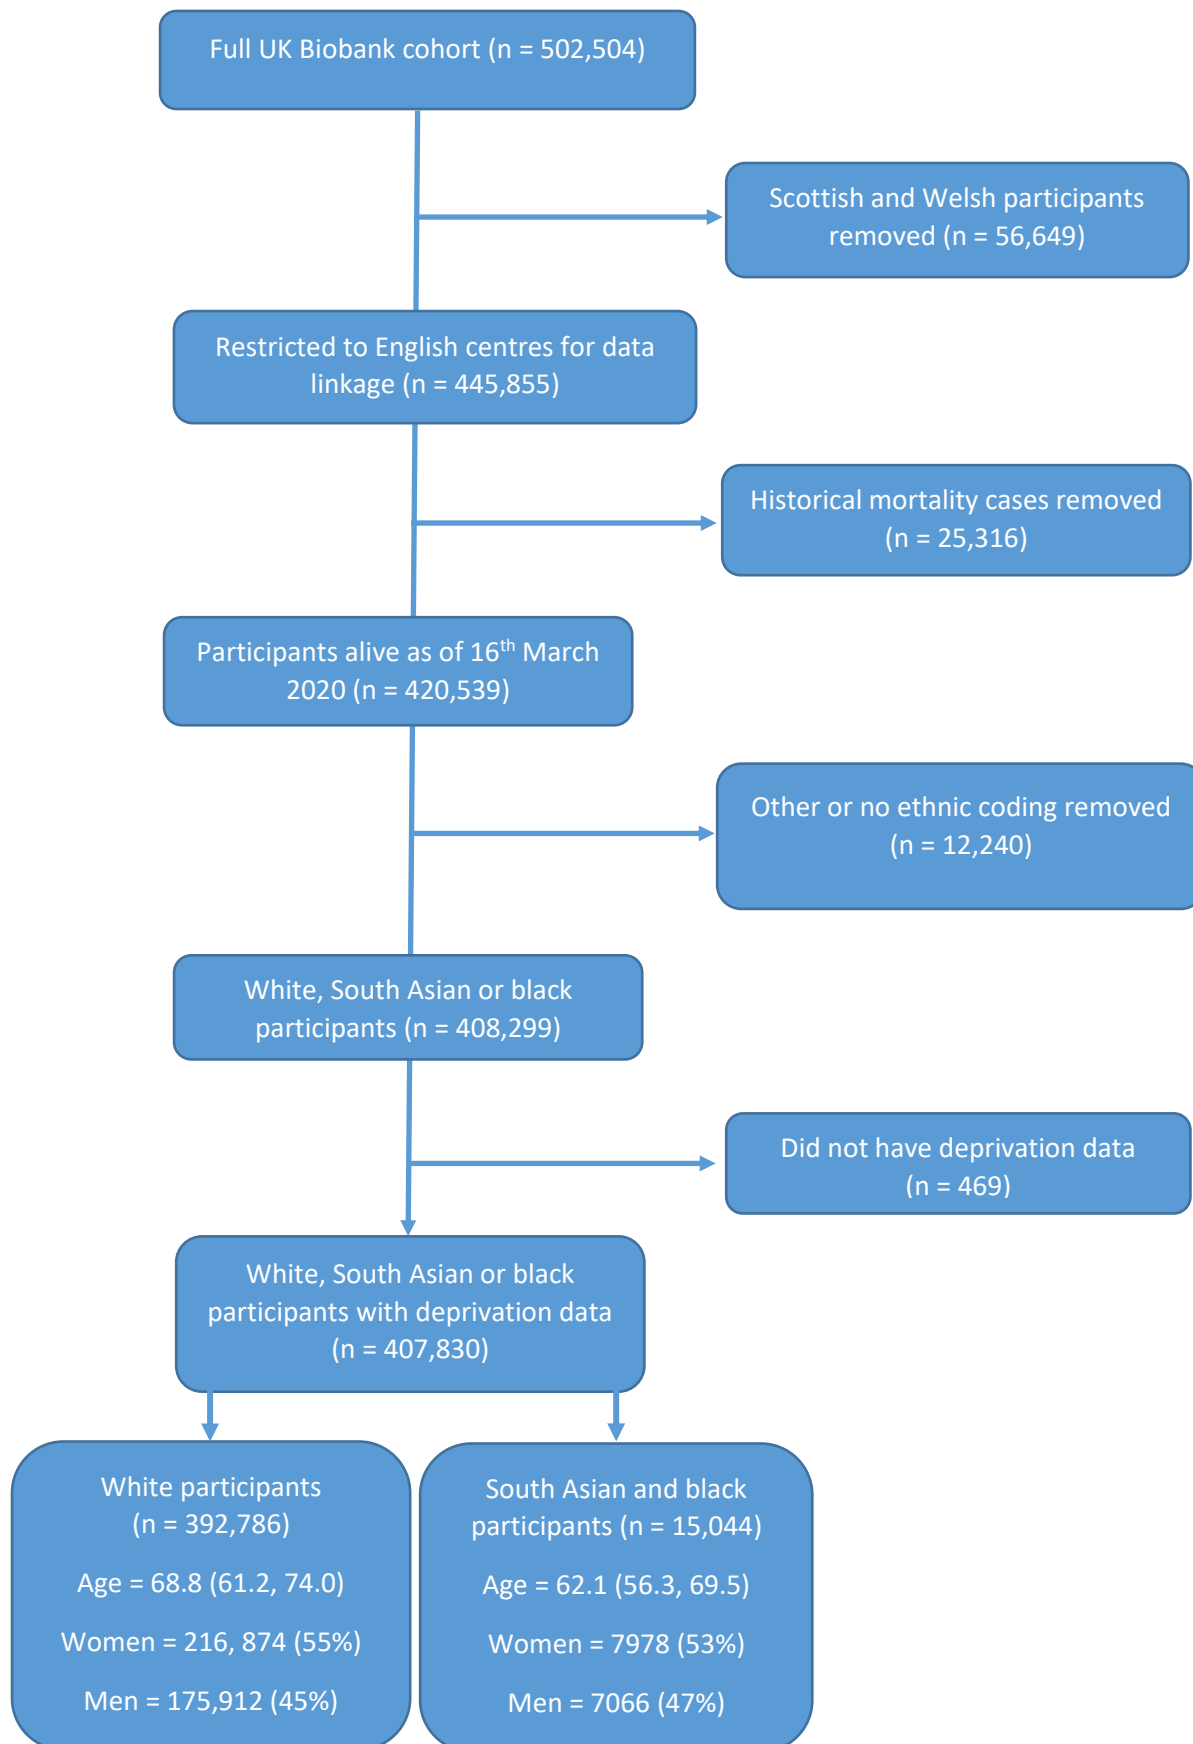 Full UK Biobank cohort (n = 502,504)
Scottish and Welsh participants
removed (n = 56,649)
Restricted to English centres for data
linkage (n = 445,855)
Historical mortality cases removed
(n = 25,316)
Participants alive as of 16th March
2020 (n = 420,539)
Other or no ethnic coding removed
(n = 12,240)
White, South Asian or black
participants (n = 408,299)
Did not have deprivation data
(n = 469)
White, South Asian or black
participants with deprivation data
(n = 407,830)
White participants
(n = 392,786)
Age = 68.8 (61.2, 74.0)
Women = 216, 874 (55%)
Men = 175,912 (45%)
South Asian and black
participants (n = 15,044)
Age = 62.1 (56.3, 69.5)
Women = 7978 (53%)
Men = 7066 (47%)